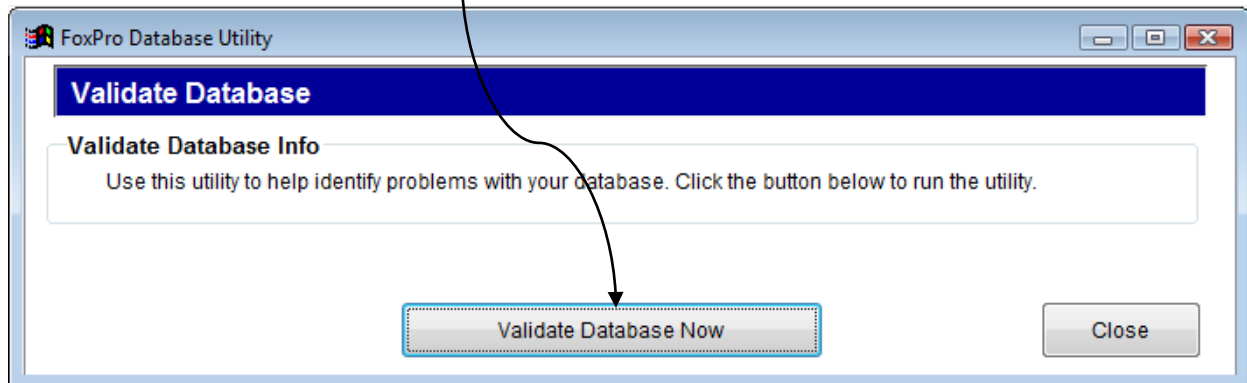 FoxPro Database Utility
Validate Database
Validate Database Info
Use this utility to help identify problems with your database. Click the button below to run the utility.
Validate Database Now
Close